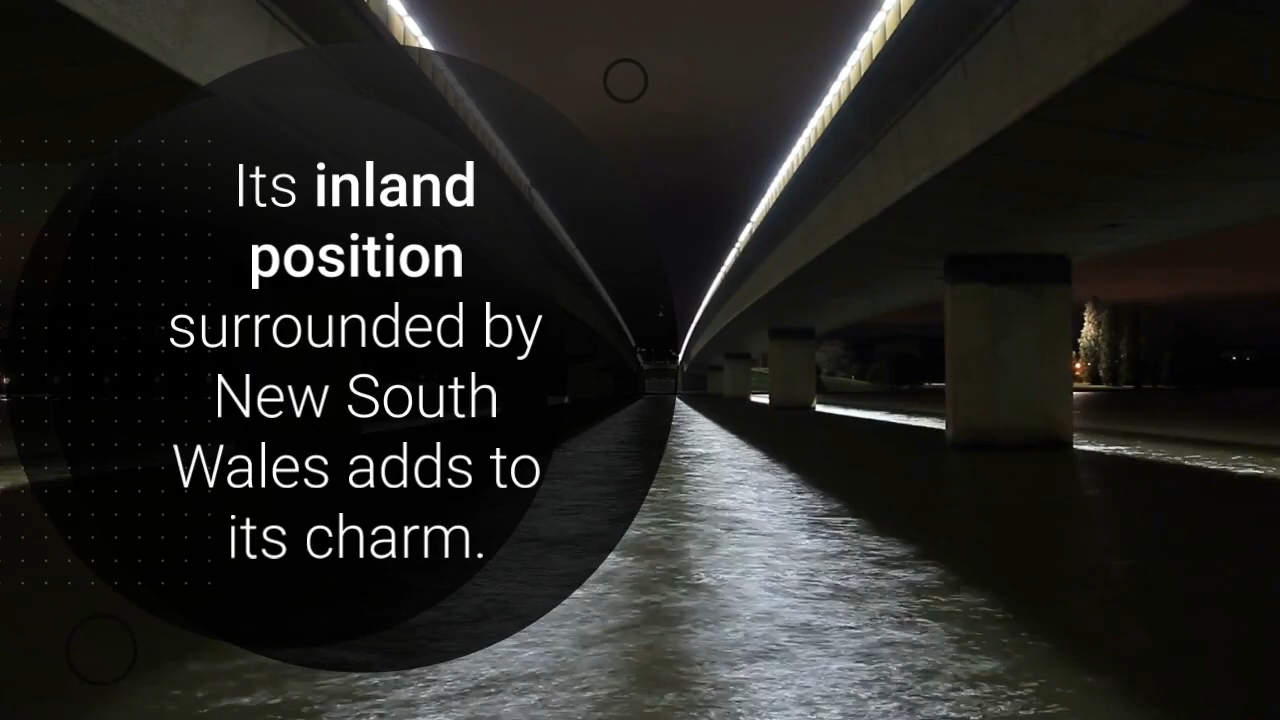 Its inland
position
surrounded by
New South
Wales adds to
its charm.